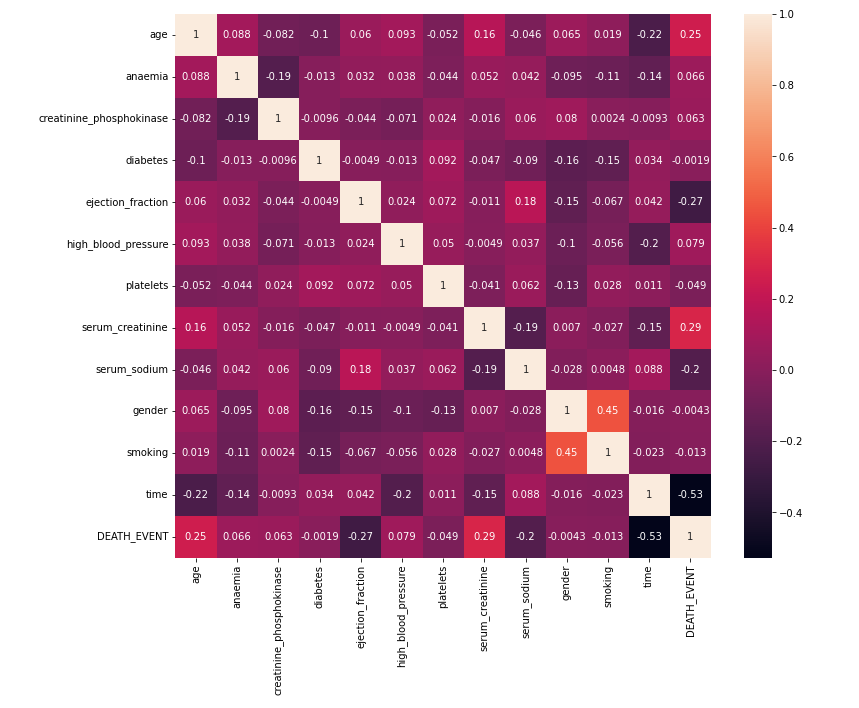 age 1 0.088 -0.082 -0.1 0.06 0.093 -0.052 0.16 -0.046 0.065 0.019 -0.22 0.25
anaemia 0.088 1 -0.19 -0.013 0.032 0.038 -0.044 0.052 0.042 -0.095 -0.11 -0.14 0.066
creatinine_phosphokinase -0.082 -0.19 1 -0.0096 -0.044 -0.071 0.024 -0.016 0.06 0.08 0.0024 -0.0093 0.063
diabetes -0.1 -0.013 -0.0096 1 -0.0049 -0.013 0.092 -0.047 -0.09 -0.16 -0.15 0.034 -0.0019
ejection_fraction 0.06 0.032 -0.044 -0.0049 1 0.024 0.072 -0.011 0.18 -0.15 -0.067 0.042 -0.27
high_blood_pressure 0.093 0.038 -0.071 -0.013 0.024 1 0.05 -0.0049 0.037 -0.1 -0.056 -0.2 0.079
platelets -0.052 -0.044 0.024 0.092 0.072 0.05 1 -0.041 0.062 -0.13 0.028 0.011 -0.049
serum_creatinine 0.16 0.052 -0.016 -0.047 -0.011 -0.0049 -0.041 1 -0.19 0.007 -0.027 -0.15 0.29
serum_sodium -0.046 0.042 0.06 -0.09 0.18 0.037 0.062 -0.19 1 -0.028 0.0048 0.088 -0.2
gender 0.065 -0.095 0.08 -0.16 -0.15 -0.1 -0.13 0.007 -0.028 1 0.45 -0.016 -0.0043
smoking 0.019 -0.11 0.0024 -0.15 -0.067 -0.056 0.028 -0.027 0.0048 0.45 1 -0.023 -0.013
time -0.22 -0.14 -0.0093 0.034 0.042 -0.2 0.011 -0.15 0.088 -0.016 -0.023 1 -0.53
DEATH_EVENT 0.25 0.066 0.063 -0.0019 -0.27 0.079 -0.049 0.29 -0.2 -0.0043 -0.013 -0.53 1
age
anaemia
creatinine_phosphokinase
diabetes
ejection_fraction
high_blood_pressure
platelets
serum_creatinine
serum_sodium
gender
smoking
time
DEATH_EVENT
1.0
0.8
0.6
0.4
0.2
0.0
−0.2
−0.4